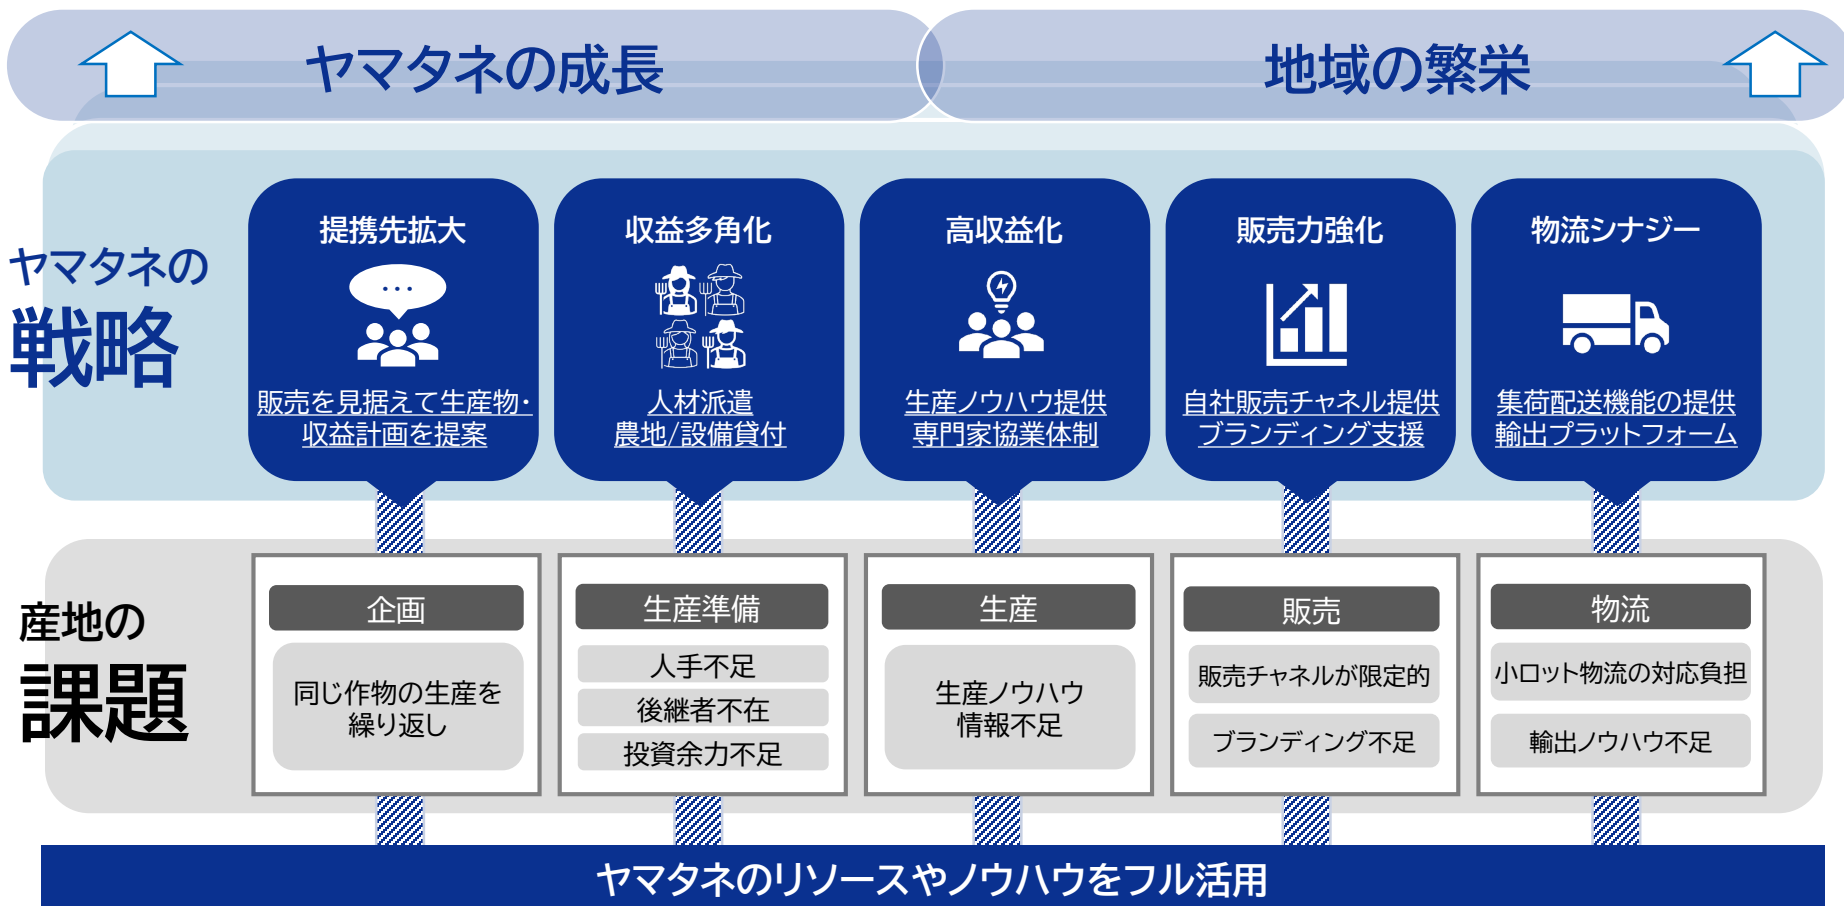 ヤマタネの成長
地域の繁栄
ヤマタネの
戦略
提携先拡大
…
販売を見据えて生産物・
収益計画を提案
収益多角化
人材派遣
農地/設備貸付
高収益化
生産ノウハウ提供
専門家協業体制
販売力強化
自社販売チャネル提供
ブランディング支援
物流シナジー
集荷配送機能の提供
輸出プラットフォーム
産地の
課題
企画
同じ作物の生産を
繰り返し
生産準備
人手不足
後継者不在
投資余力不足
生産
生産ノウハウ
情報不足
販売
販売チャネルが限定的
ブランディング不足
物流
小ロット物流の対応負担
輸出ノウハウ不足
ヤマタネのリソースやノウハウをフル活用